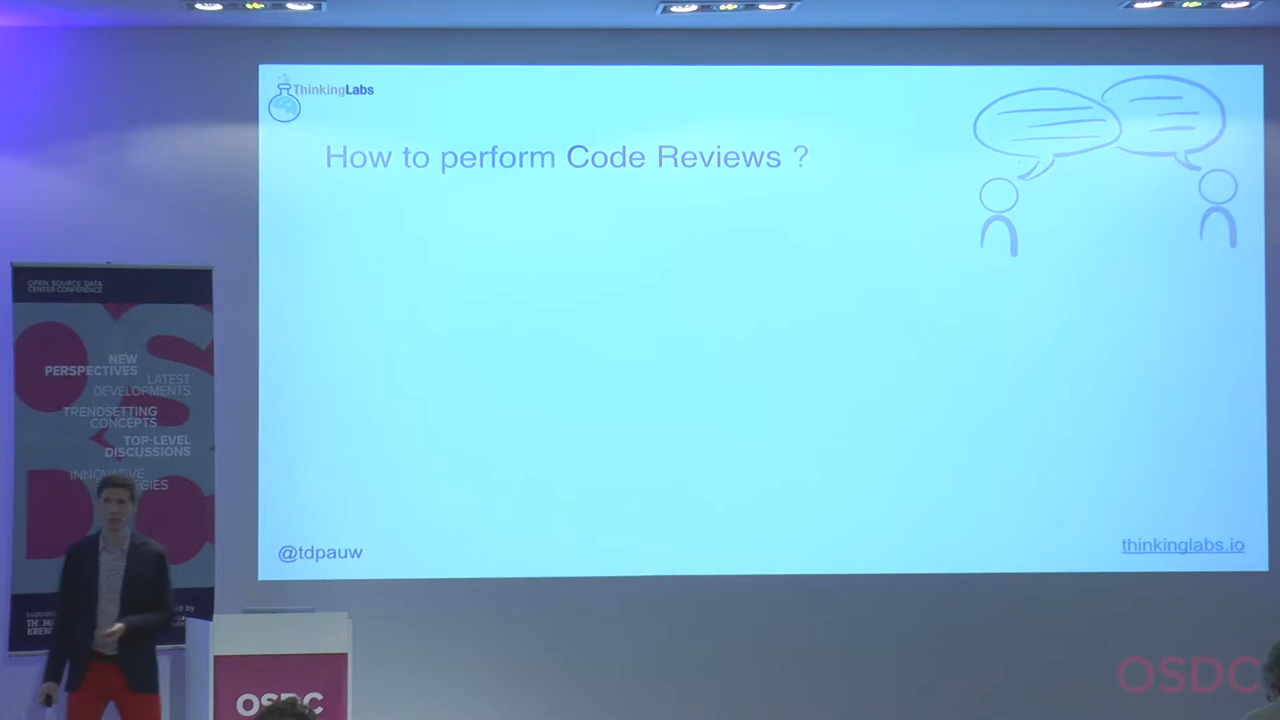 ThinkingLabs
How to perform Code Reviews ?
@tdpauw
thinkinglabs.io
OPEN SOURCE DATA
CENTER CONFERENCE
NEW
PERSPECTIVES
LATEST
DEVELOPMENTS
TRENDSETTING
CONCEPTS
TOP-LEVEL
DISCUSSIONS
OSDC
OSDC